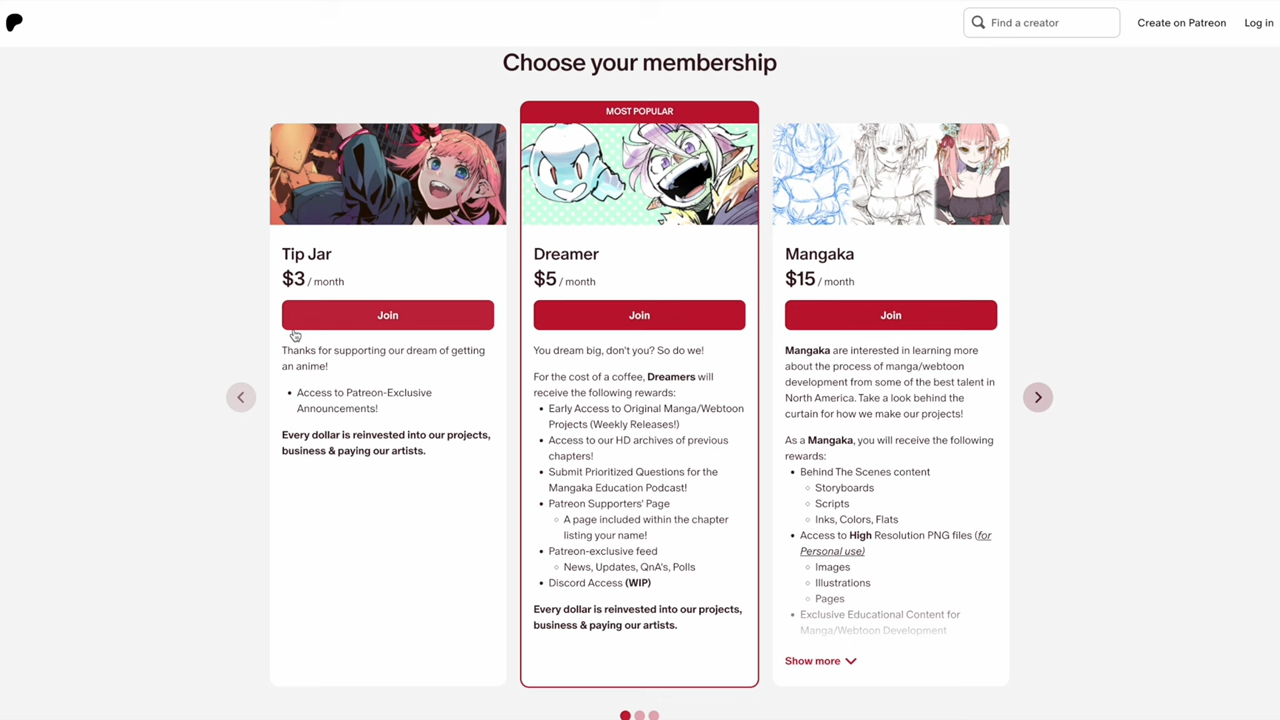 Find a creator
Create on Patreon
Log in
Choose your membership
Tip Jar
$3 / month
Join
Thanks for supporting our dream of getting
an anime!
• Access to Patreon-Exclusive
Announcements!
Every dollar is reinvested into our projects,
business & paying our artists.
MOST POPULAR
Dreamer
$5 / month
Join
You dream big, don't you? So do we!
For the cost of a coffee, Dreamers will
receive the following rewards:
• Early Access to Original Manga/Webtoon
Projects (Weekly Releases!)
• Access to our HD archives of previous
chapters!
• Submit Prioritized Questions for the
Mangaka Education Podcast!
• Patreon Supporters' Page
◦ A page included within the chapter
listing your name!
• Patreon-exclusive feed
◦ News, Updates, QnA's, Polls
• Discord Access (WIP)
Every dollar is reinvested into our projects,
business & paying our artists.
Mangaka
$15 / month
Join
Mangaka are interested in learning more
about the process of manga/webtoon
development from some of the best talent in
North America. Take a look behind the
curtain for how we make our projects!
As a Mangaka, you will receive the following
rewards:
• Behind The Scenes content
◦ Storyboards
◦ Scripts
◦ Inks, Colors, Flats
• Access to High Resolution PNG files (for
Personal use)
◦ Images
◦ Illustrations
◦ Pages
• Exclusive Educational Content for
Manga/Webtoon Development
Show more